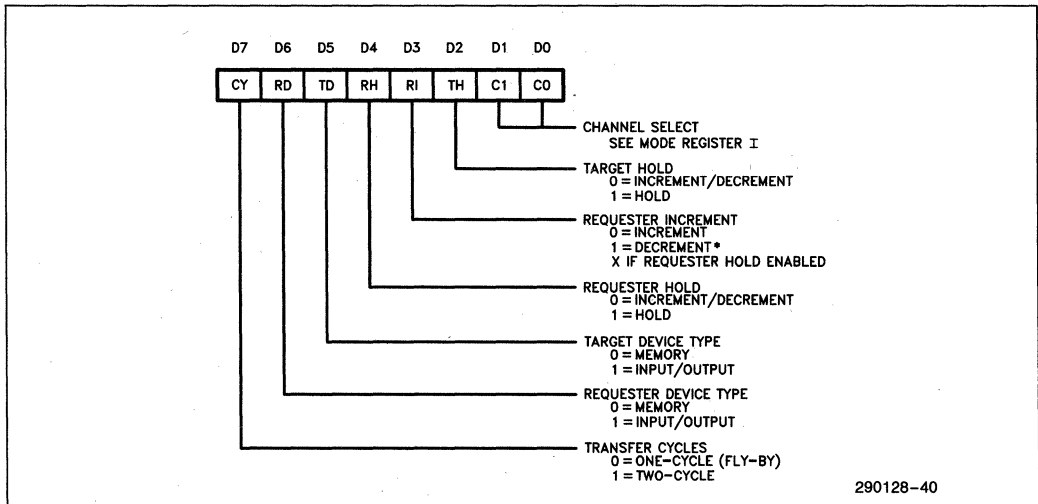 D7 D6 D5 D4 D3 D2 D1 D0
CY RD TD RH RI TH C1 C0
CHANNEL SELECT
SEE MODE REGISTER I
TARGET HOLD
0 = INCREMENT/DECREMENT
1 = HOLD
REQUESTER INCREMENT
0 = INCREMENT
1 = DECREMENT*
X IF REQUESTER HOLD ENABLED
REQUESTER HOLD
0 = INCREMENT/DECREMENT
1 = HOLD
TARGET DEVICE TYPE
0 = MEMORY
1 = INPUT/OUTPUT
REQUESTER DEVICE TYPE
0 = MEMORY
1 = INPUT/OUTPUT
TRANSFER CYCLES
0 = ONE-CYCLE (FLY-BY)
1 = TWO-CYCLE
290128-40